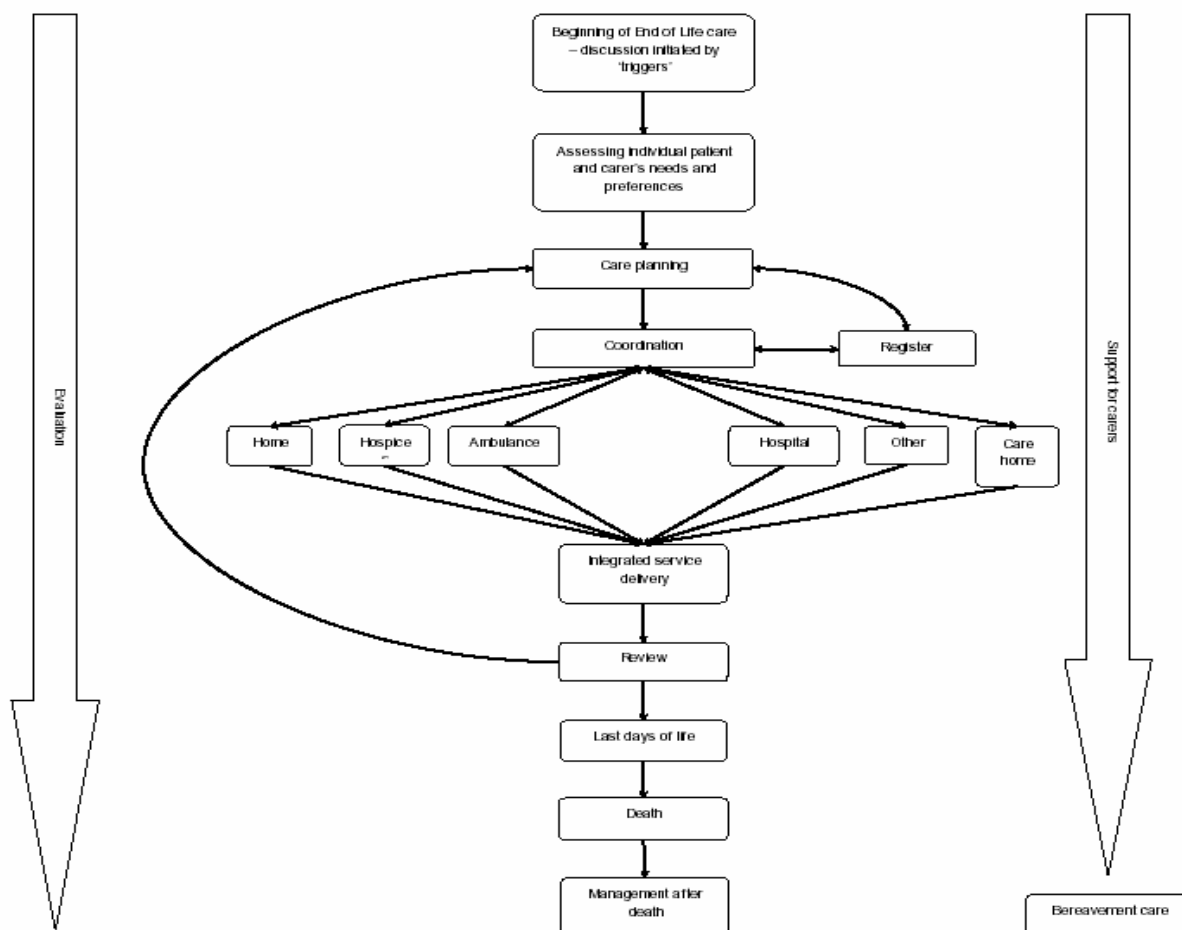 Beginning of End of Life care
– discussion initiated by
'triggers'
Assessing individual patient
and carer's needs and
preferences
Care planning
Coordination
Register
Home
Hospice
Ambulance
Hospital
Other
Care
home
Integrated service
delivery
Review
Last days of life
Death
Management after
death
Evaluation
Support for carers
Bereavement care